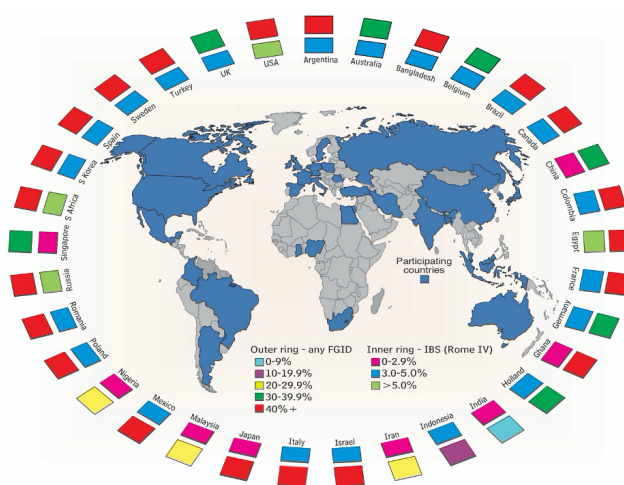 Argentina
Australia
Bangladesh
Belgium
Brazil
Canada
China
Colombia
Egypt
France
Germany
Ghana
Holland
India
Indonesia
Iran
Israel
Italy
Japan
Malaysia
Mexico
Nigeria
Poland
Romania
Russia
Singapore
S Africa
S Korea
Spain
Sweden
Turkey
UK
USA
Participating
countries
Outer ring - any FGID
0-9%
10-19.9%
20-29.9%
30-39.9%
40%+
Inner ring - IBS (Rome IV)
0-2.9%
3.0-5.0%
>5.0%